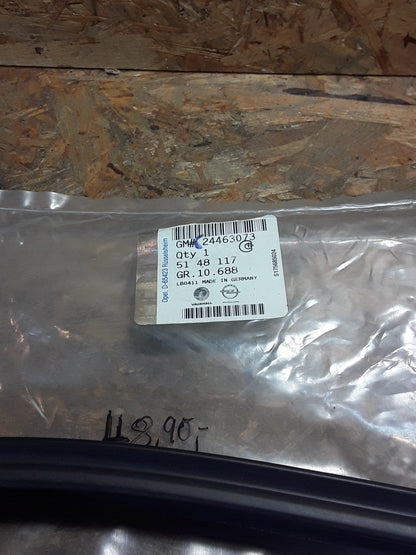 GM# 24463073
Qty 1
51 48 117
GR.10.688
LB0411 MADE IN GERMANY
VAUXHALL
Opel, D-65423 Rüsselsheim
118,90,-